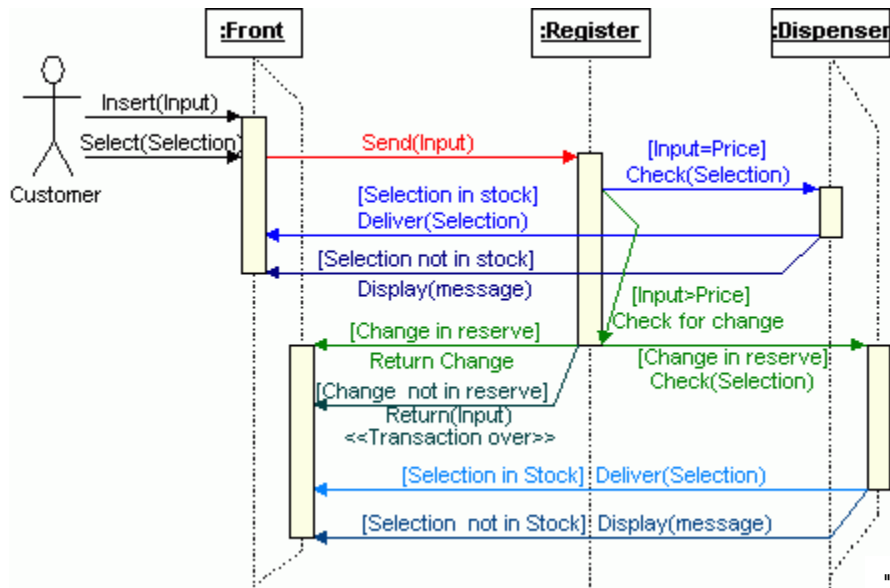 :Front
:Register
:Dispenser
Insert(Input)
Select(Selection)
Customer
Send(Input)
[Input=Price]
Check(Selection)
[Selection in stock]
Deliver(Selection)
[Selection not in stock]
Display(message)
[Input>Price]
Check for change
[Change in reserve]
Return Change
[Change in reserve]
Check(Selection)
[Change not in reserve]
Return(Input)
<<Transaction over>>
[Selection in Stock] Deliver(Selection)
[Selection not in Stock] Display(message)
"